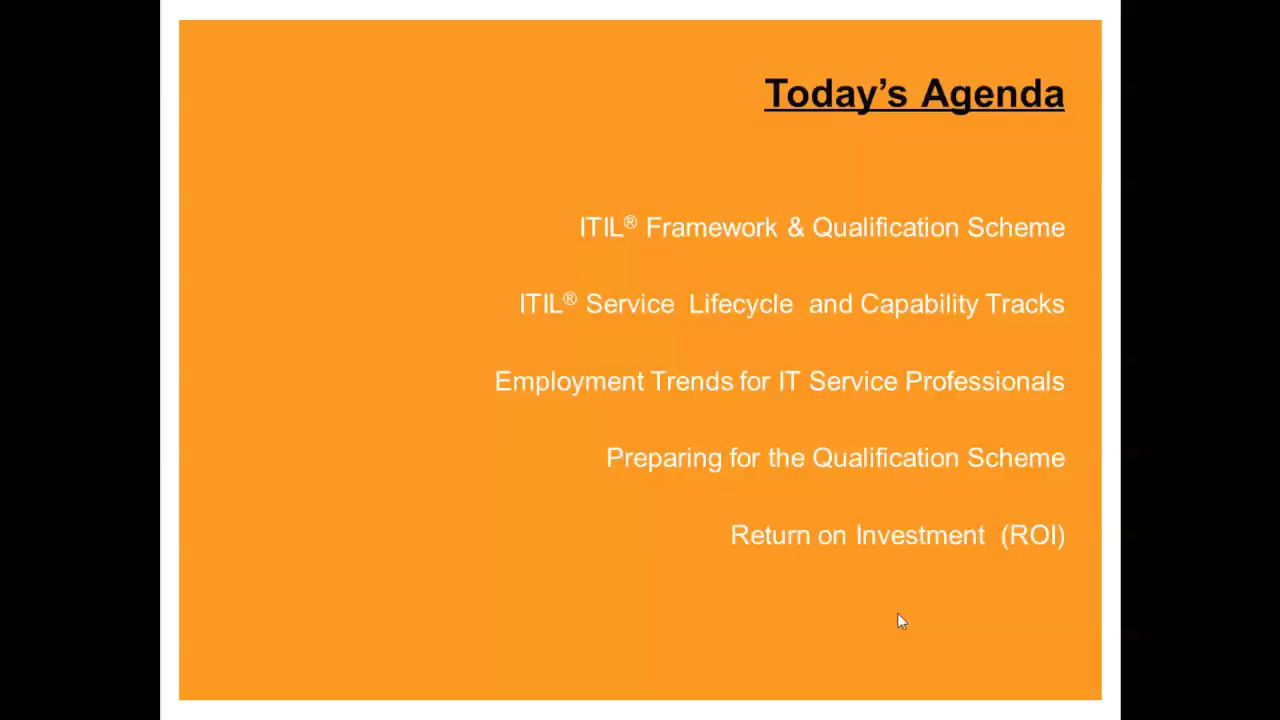 Today’s Agenda
ITIL® Framework & Qualification Scheme
ITIL® Service Lifecycle and Capability Tracks
Employment Trends for IT Service Professionals
Preparing for the Qualification Scheme
Return on Investment (ROI)